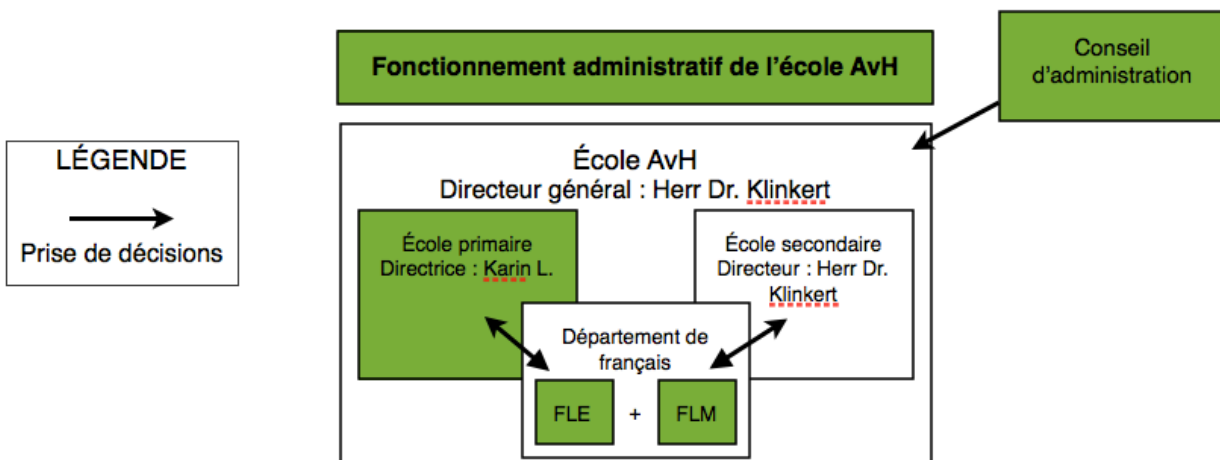 Fonctionnement administratif de l'école AvH
Conseil
d'administration
LÉGENDE
Prise de décisions
École AvH
Directeur général : Herr Dr. Klinkert
École primaire
Directrice : Karin L.
École secondaire
Directeur : Herr Dr.
Klinkert
Département de
français
FLE + FLM